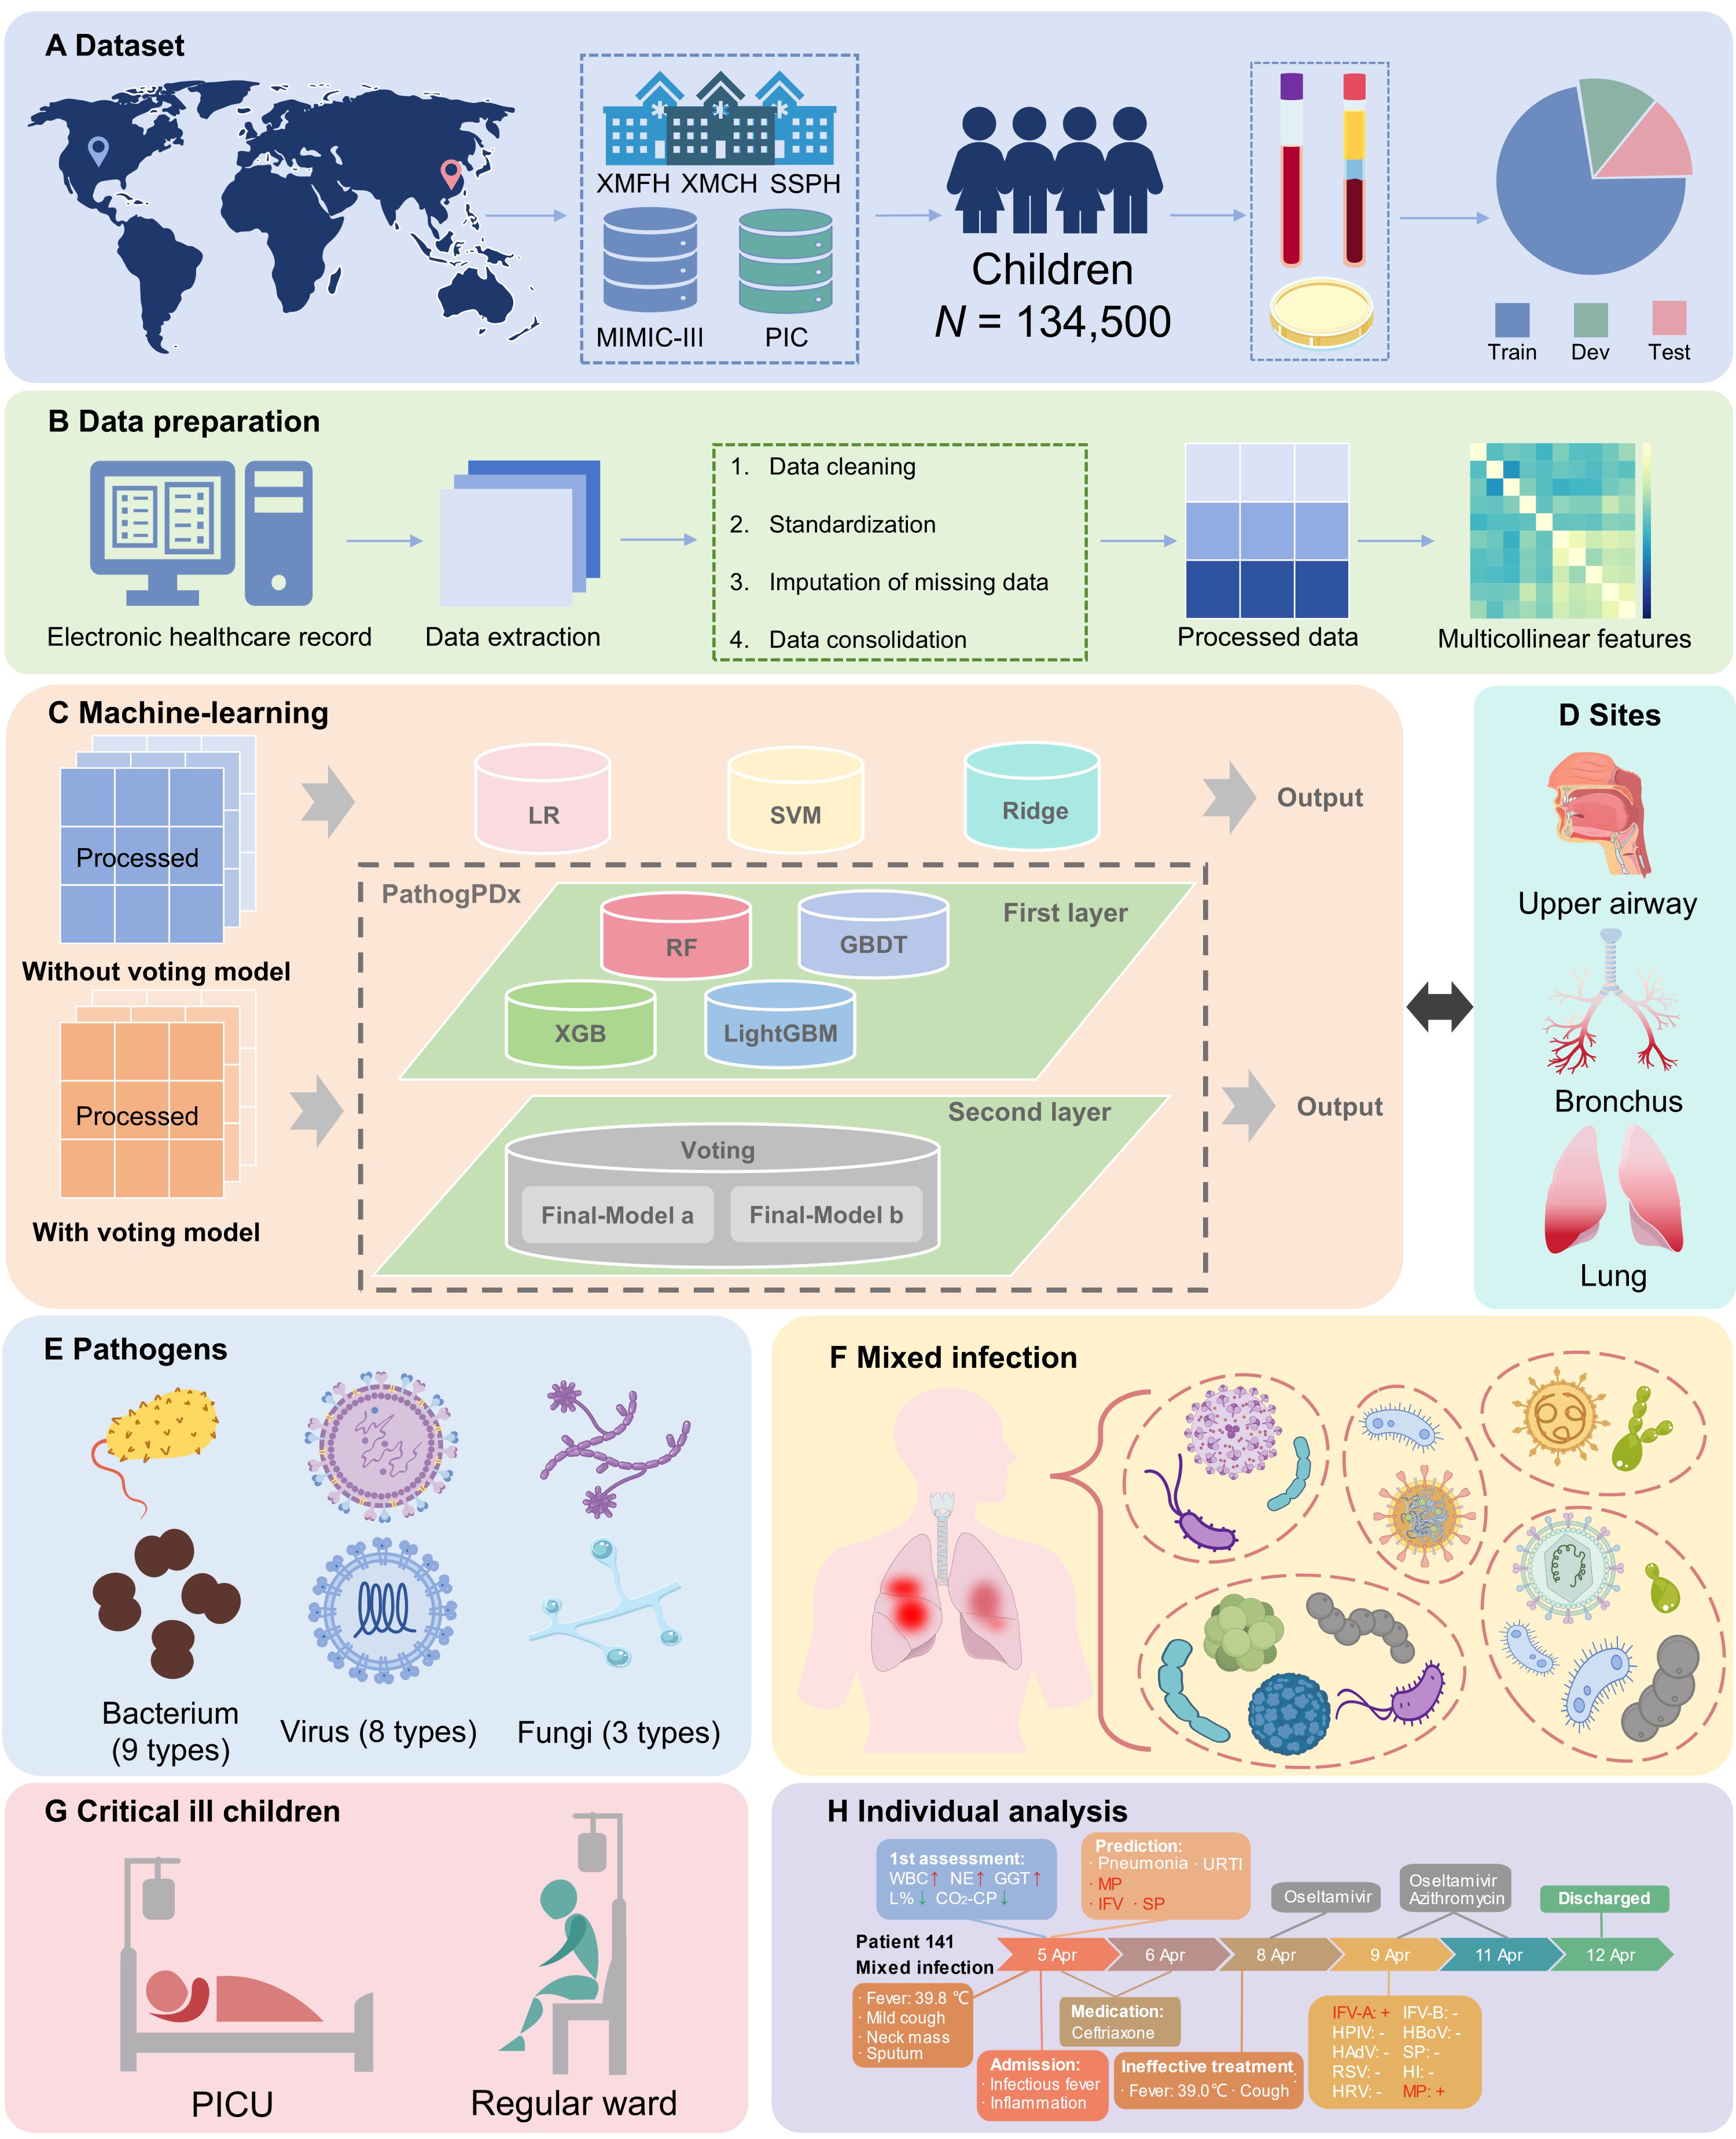 A Dataset
XMFH XMCH SSPH
MIMIC-III PIC
Children
N = 134,500
Train Dev Test
B Data preparation
1. Data cleaning
2. Standardization
3. Imputation of missing data
4. Data consolidation
Electronic healthcare record
Data extraction
Processed data
Multicollinear features
C Machine-learning
Processed
Without voting model
LR
SVM
Ridge
Output
PathogPDx
First layer
RF
GBDT
XGB
LightGBM
Processed
With voting model
Second layer
Voting
Final-Model a
Final-Model b
Output
D Sites
Upper airway
Bronchus
Lung
E Pathogens
Bacterium
(9 types)
Virus (8 types)
Fungi (3 types)
F Mixed infection
G Critical ill children
PICU
Regular ward
H Individual analysis
1st assessment:
WBC↑ NE↑ GGT↑
L%↓ CO₂-CP↓
Prediction:
· Pneumonia · URTI
· MP
· IFV · SP
Oseltamivir
Oseltamivir
Azithromycin
Discharged
Patient 141
Mixed infection
5 Apr
6 Apr
8 Apr
9 Apr
11 Apr
12 Apr
· Fever: 39.8 ℃
· Mild cough
· Neck mass
· Sputum
Admission:
· Infectious fever
· Inflammation
Medication:
Ceftriaxone
Ineffective treatment:
· Fever: 39.0℃ · Cough
IFV-A: + IFV-B: -
HPIV: - HBoV: -
HAdV: - SP: -
RSV: - HI: -
HRV: - MP: +